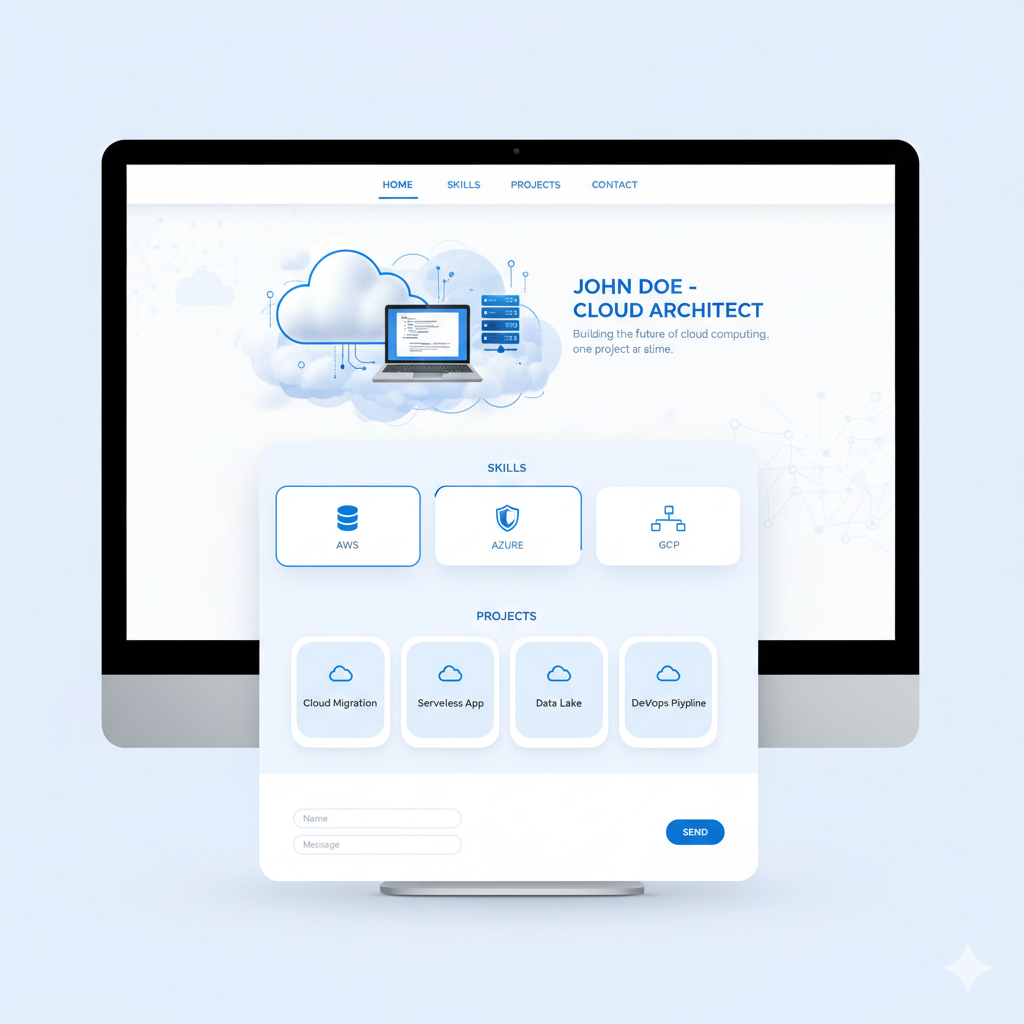 HOME SKILLS PROJECTS CONTACT
JOHN DOE -
CLOUD ARCHITECT
Building the future of cloud computing,
one project ar alime.
SKILLS
AWS AZURE GCP
PROJECTS
Cloud Migration Serveless App Data Lake DeVops Piypline
Name
Message
SEND